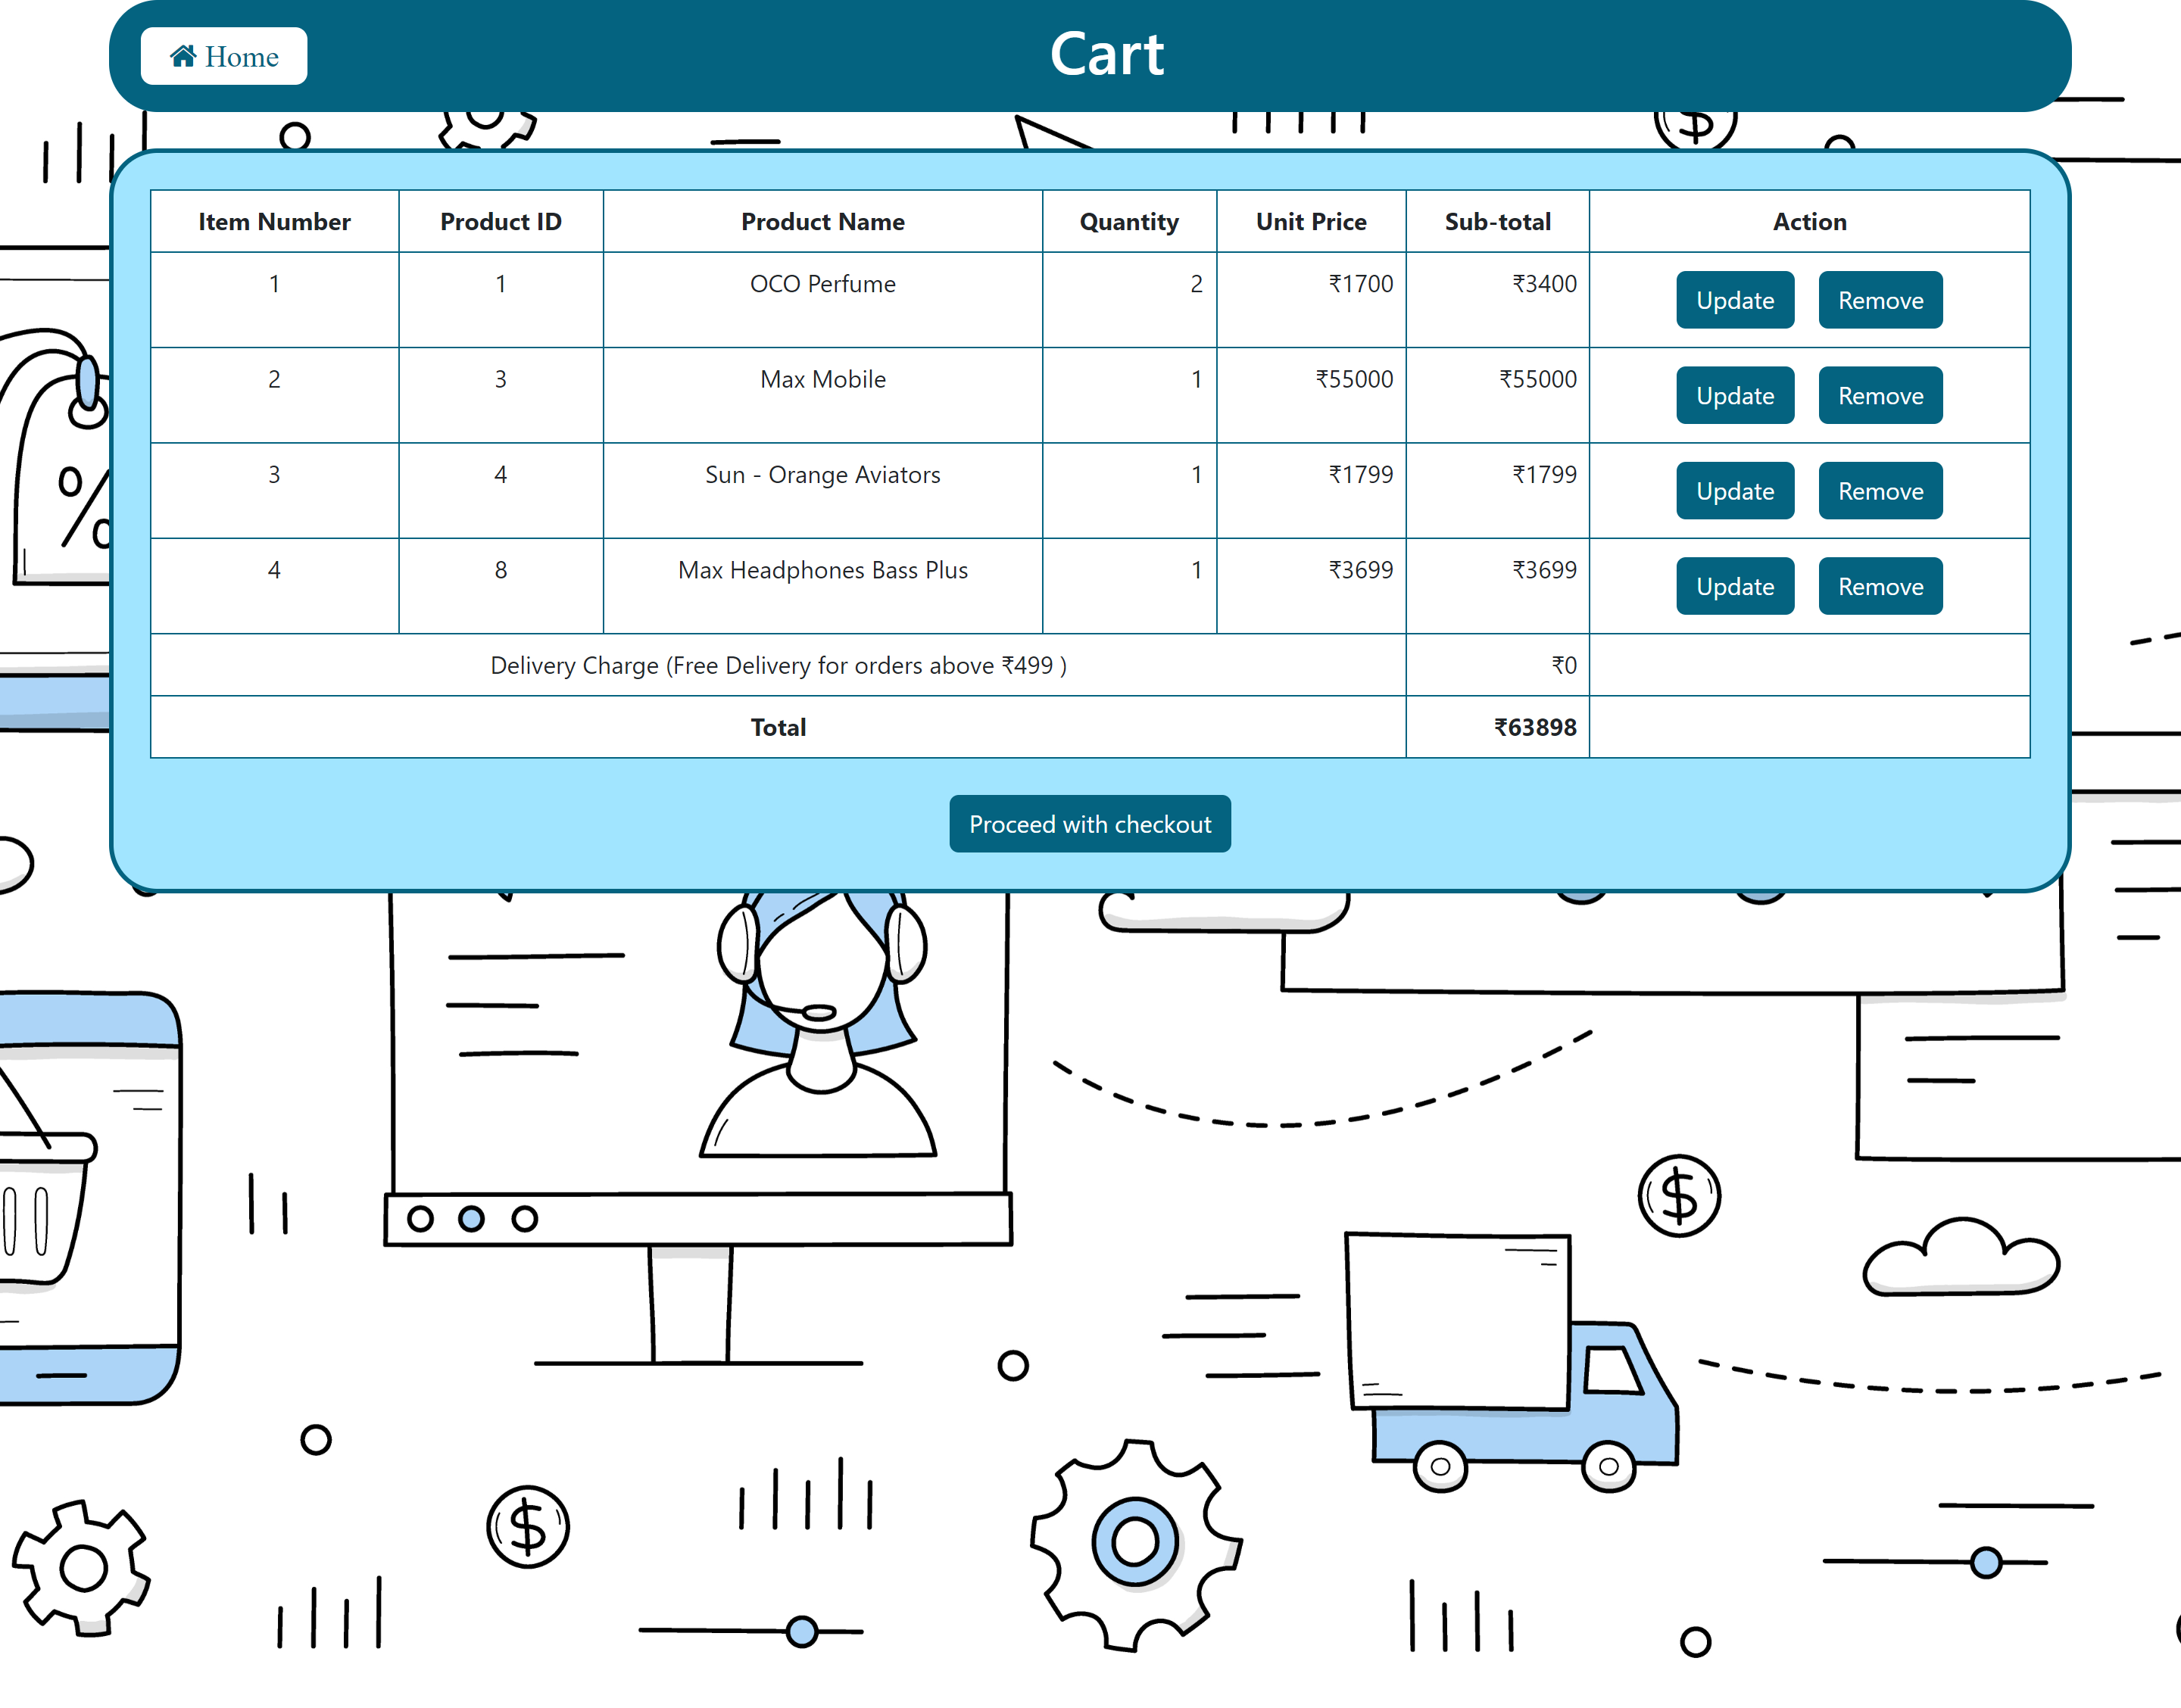 Home
Cart
Item Number Product ID Product Name Quantity Unit Price Sub-total Action
1 1 OCO Perfume 2 ₹1700 ₹3400 Update Remove
2 3 Max Mobile 1 ₹55000 ₹55000 Update Remove
3 4 Sun - Orange Aviators 1 ₹1799 ₹1799 Update Remove
4 8 Max Headphones Bass Plus 1 ₹3699 ₹3699 Update Remove
Delivery Charge (Free Delivery for orders above ₹499 ) ₹0
Total ₹63898
Proceed with checkout